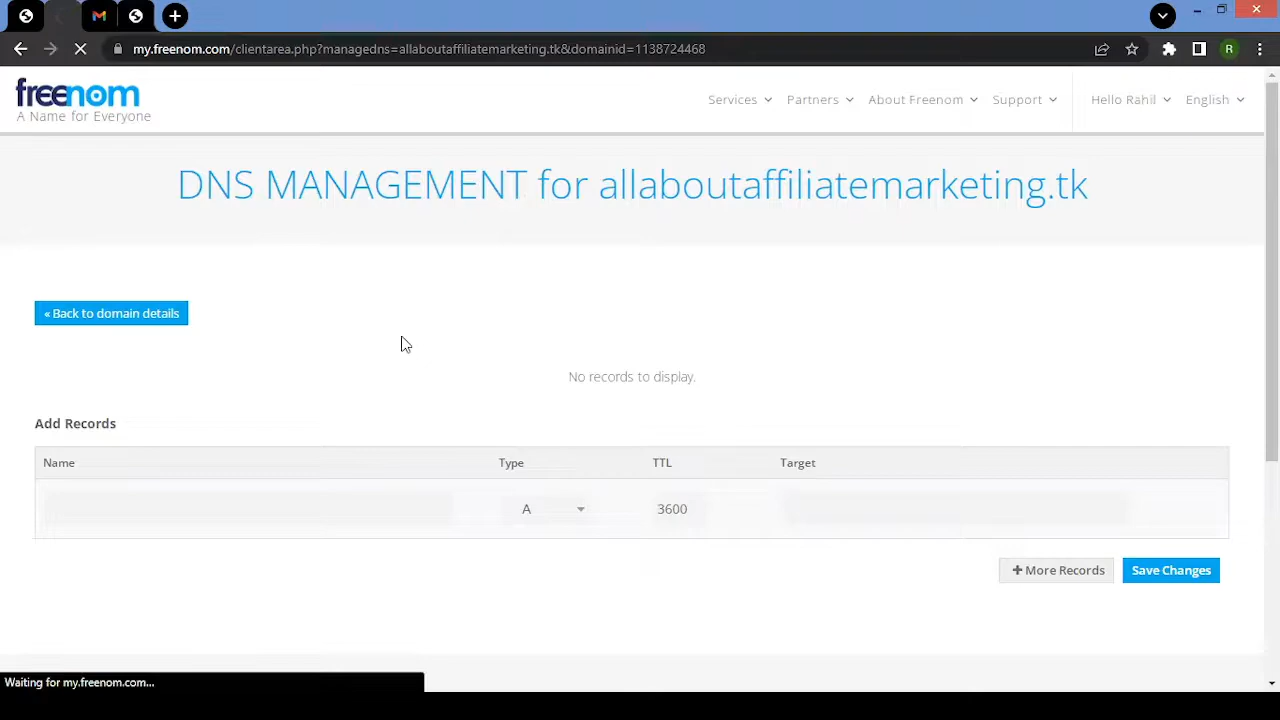 my.freenom.com/clientarea.php?managedns=allaboutaffiliatemarketing.tk&domainid=1138724468
R
freenom
A Name for Everyone
Services
Partners
About Freenom
Support
Hello Rahil
English
DNS MANAGEMENT for allaboutaffiliatemarketing.tk
« Back to domain details
No records to display.
Add Records
Name Type TTL Target
A 3600
+ More Records
Save Changes
Waiting for my.freenom.com...